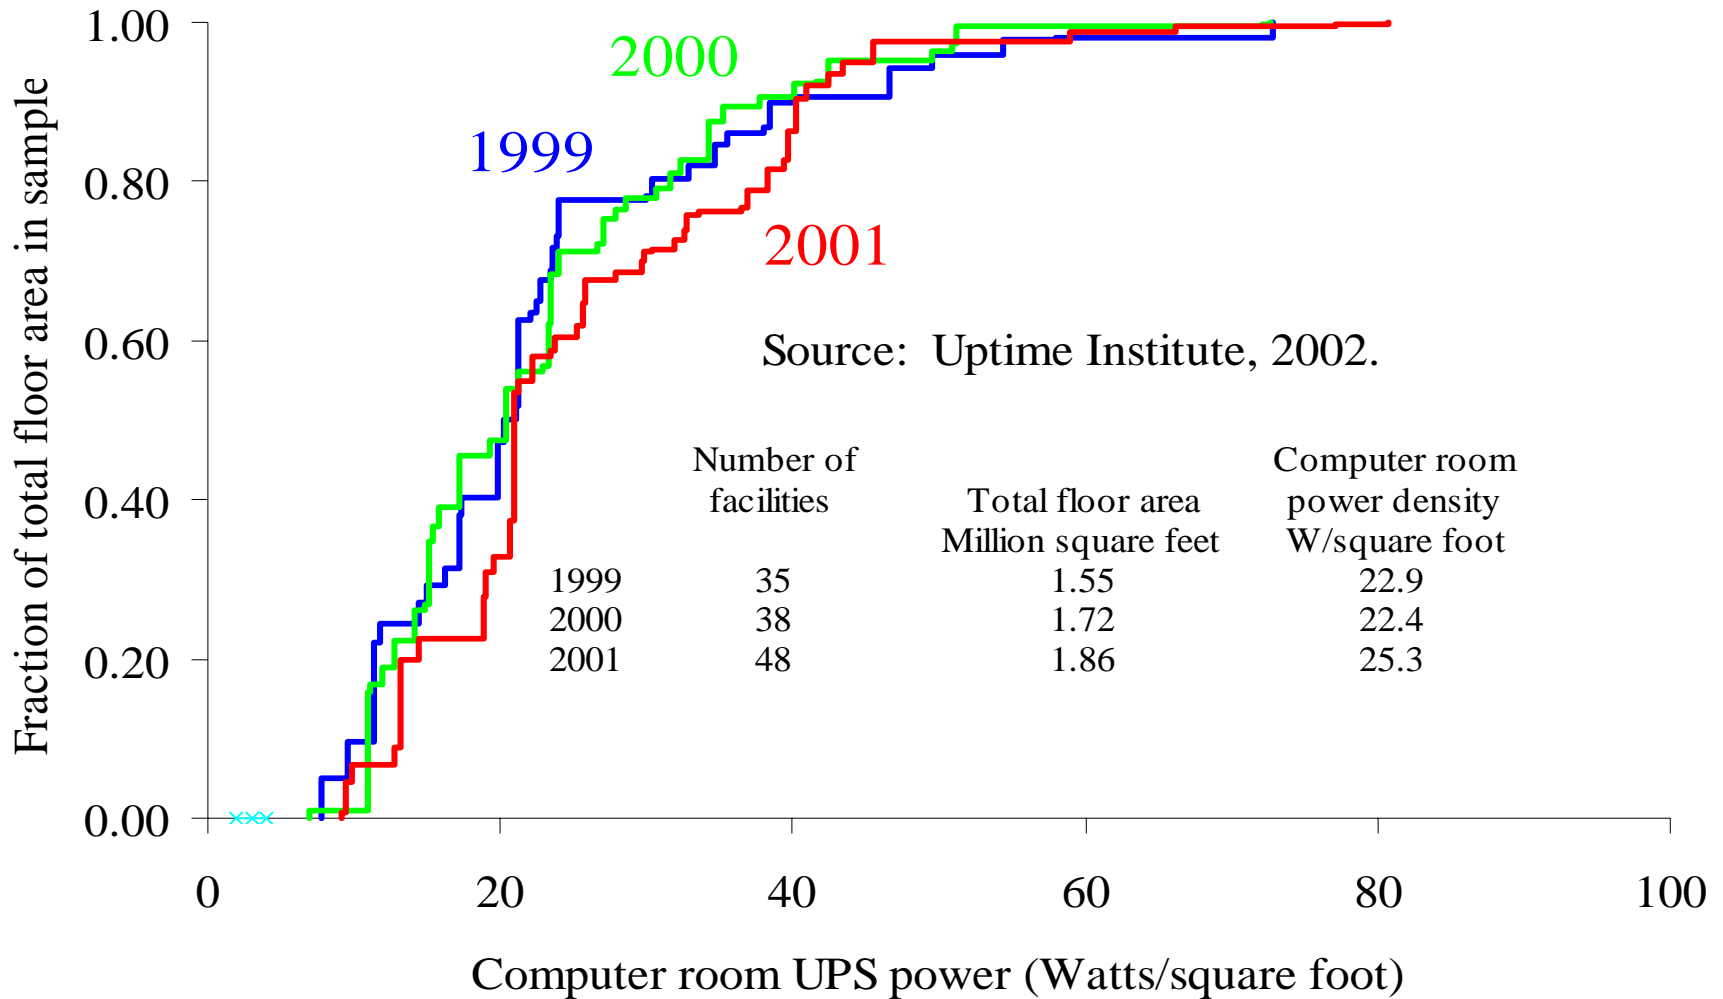 1.00
0.80
0.60
0.40
0.20
0.00
Fraction of total floor area in sample
2000
1999
2001
Source: Uptime Institute, 2002.
Number of Computer room
facilities Total floor area power density
Million square feet W/square foot
1999 35 1.55 22.9
2000 38 1.72 22.4
2001 48 1.86 25.3
0 20 40 60 80 100
Computer room UPS power (Watts/square foot)